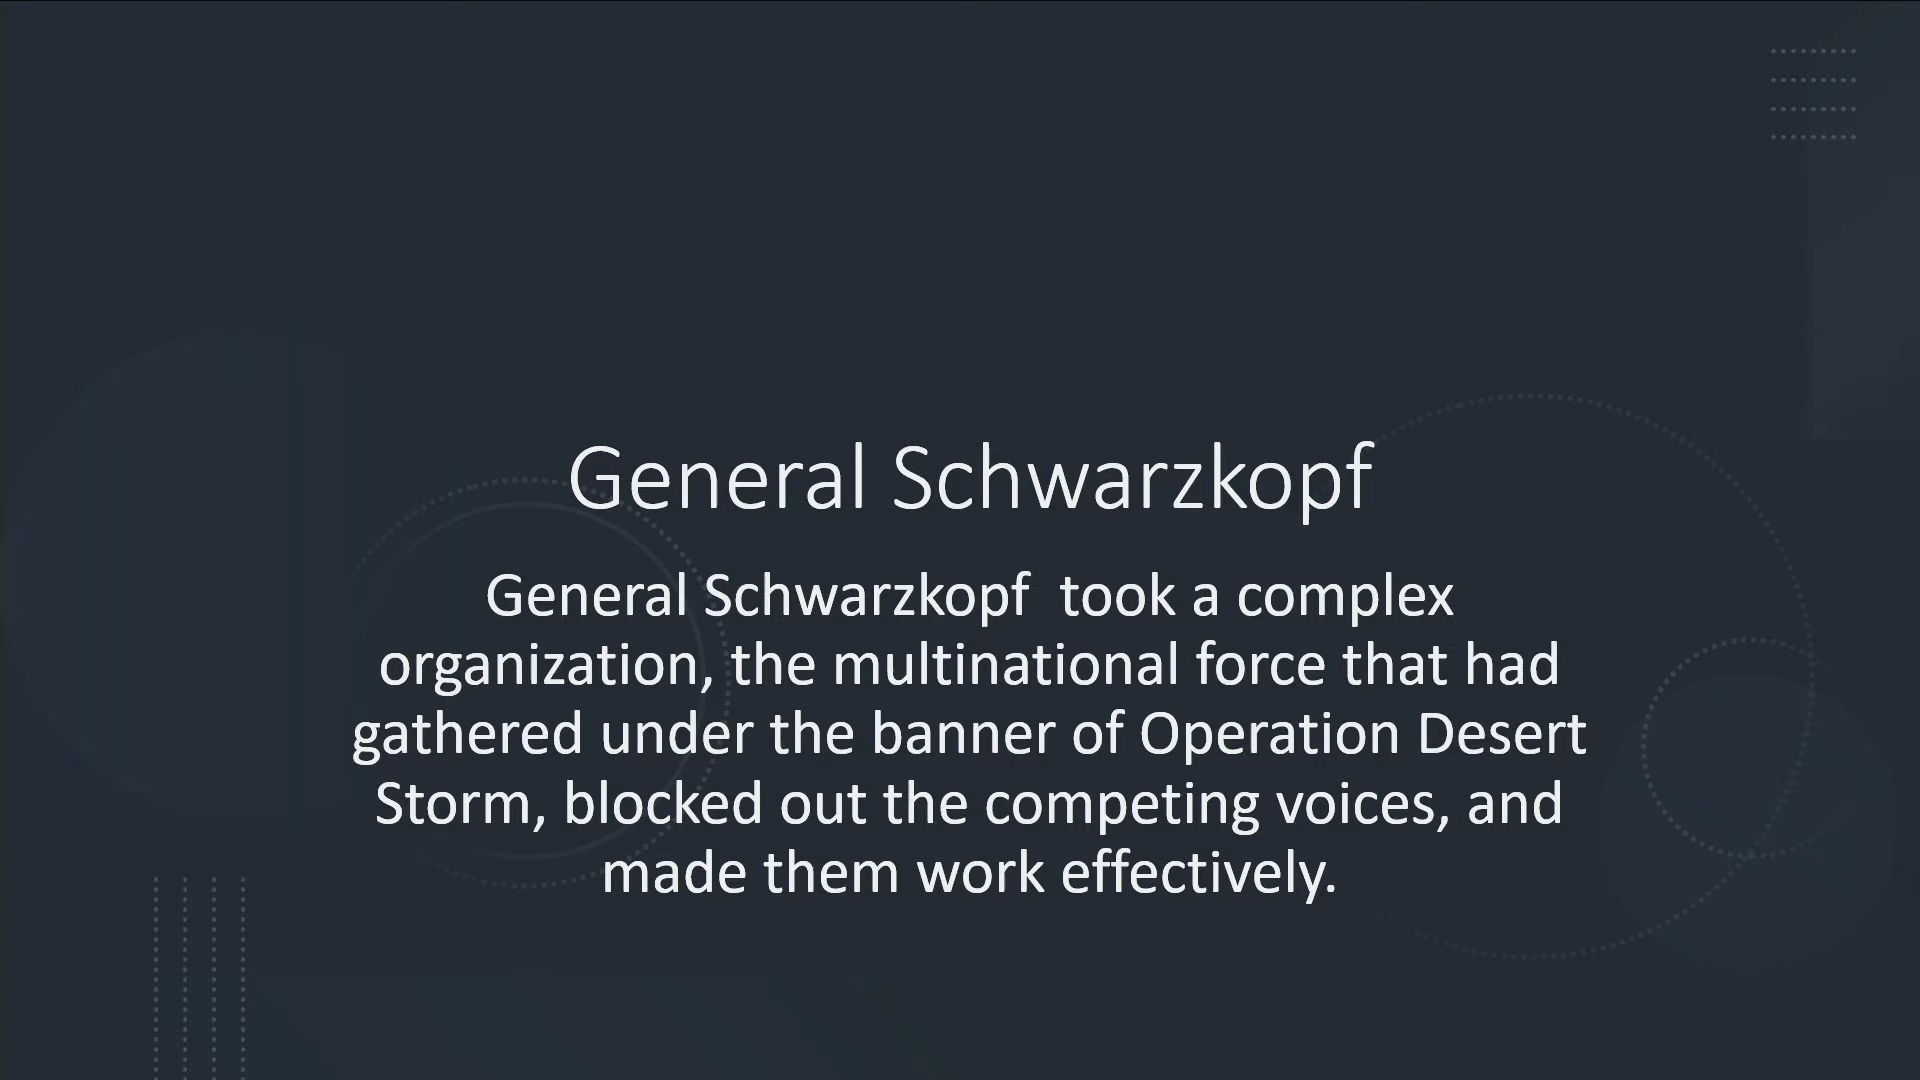 General Schwarzkopf
General Schwarzkopf  took a complex
organization, the multinational force that had
gathered under the banner of Operation Desert
Storm, blocked out the competing voices, and
made them work effectively.